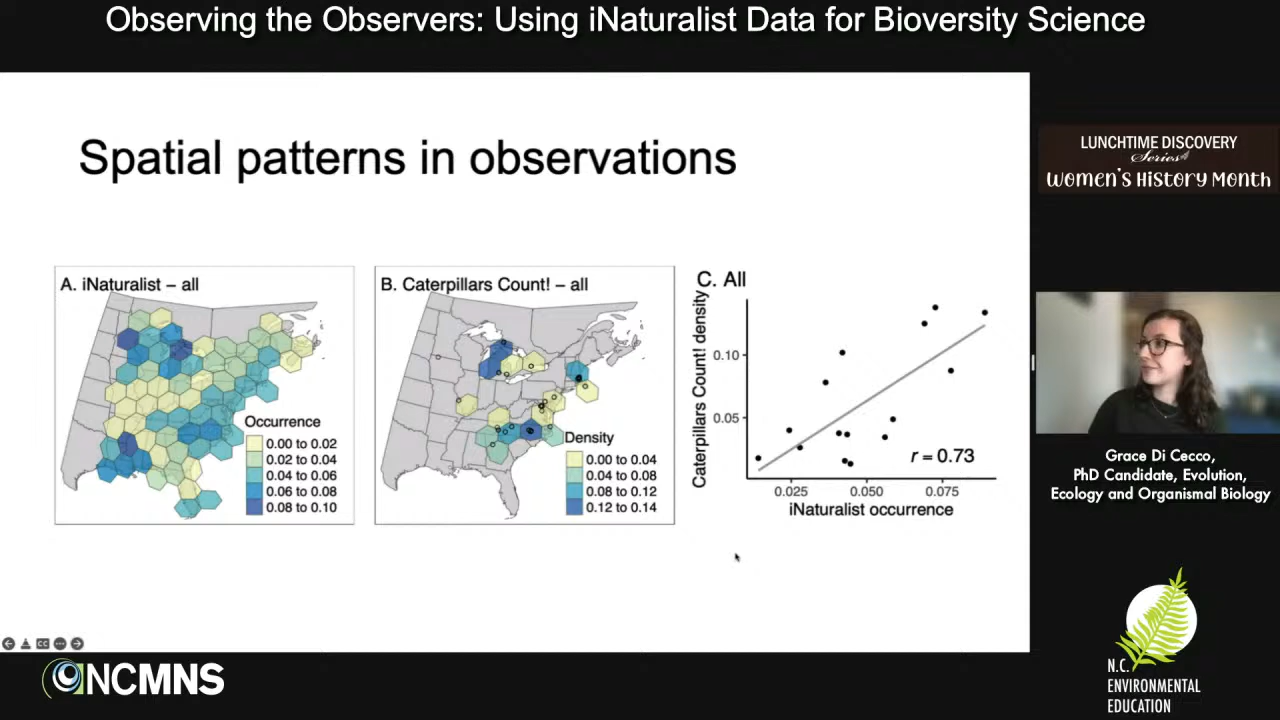 Observing the Observers: Using iNaturalist Data for Bioversity Science
Spatial patterns in observations
A. iNaturalist – all
Occurrence
0.00 to 0.02
0.02 to 0.04
0.04 to 0.06
0.06 to 0.08
0.08 to 0.10
B. Caterpillars Count! – all
Density
0.00 to 0.04
0.04 to 0.08
0.08 to 0.12
0.12 to 0.14
C. All
Caterpillars Count! density
0.10
0.05
r = 0.73
0.025 0.050 0.075
iNaturalist occurrence
LUNCHTIME DISCOVERY
Series
Women's History Month
Grace Di Cecco,
PhD Candidate, Evolution,
Ecology and Organismal Biology
CC
NCMNS
N.C.
ENVIRONMENTAL
EDUCATION